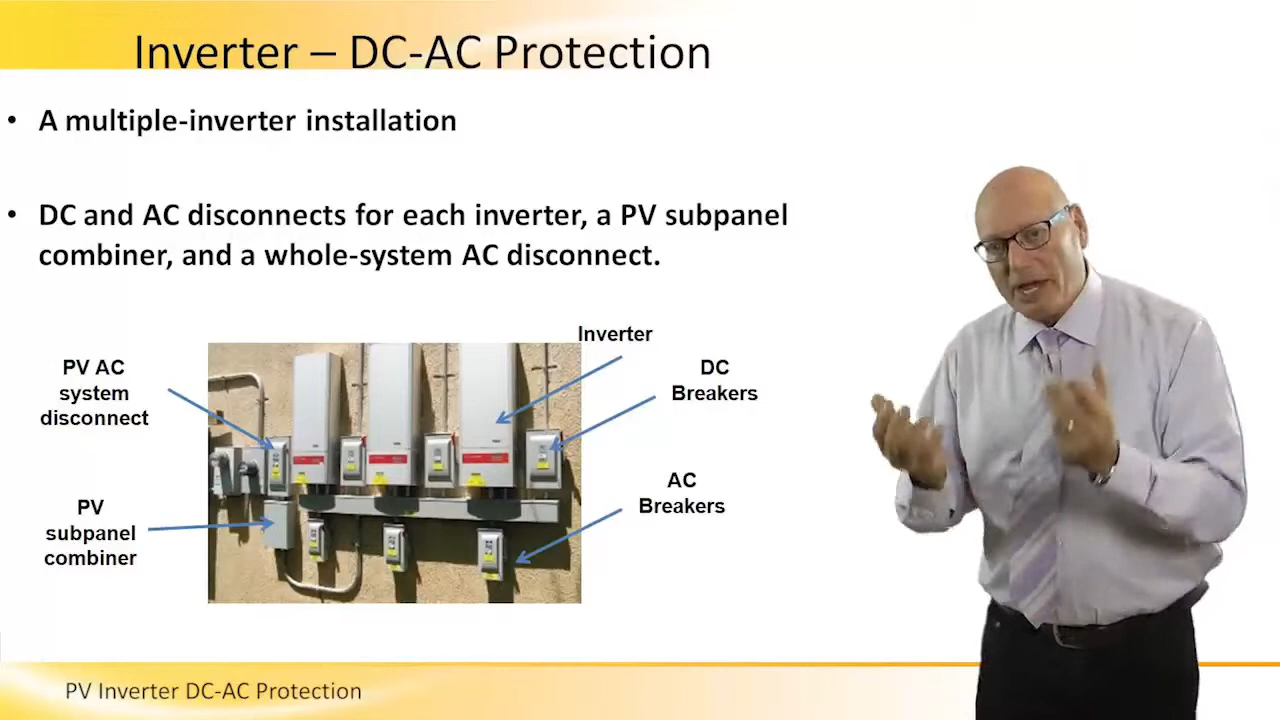 Inverter – DC-AC Protection
• A multiple-inverter installation
• DC and AC disconnects for each inverter, a PV subpanel
combiner, and a whole-system AC disconnect.
Inverter
PV AC
system
disconnect
DC
Breakers
AC
Breakers
PV
subpanel
combiner
PV Inverter DC-AC Protection